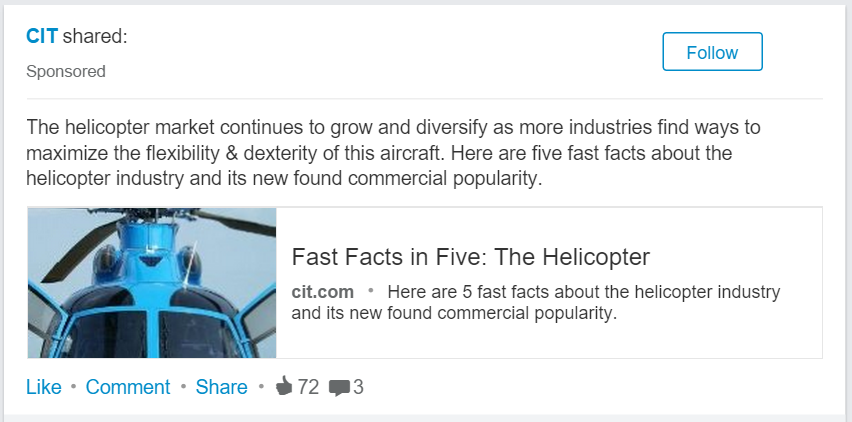 CIT shared:
Follow
Sponsored
The helicopter market continues to grow and diversify as more industries find ways to
maximize the flexibility & dexterity of this aircraft. Here are five fast facts about the
helicopter industry and its new found commercial popularity.
Fast Facts in Five: The Helicopter
cit.com • Here are 5 fast facts about the helicopter industry
and its new found commercial popularity.
Like • Comment • Share • 72 3